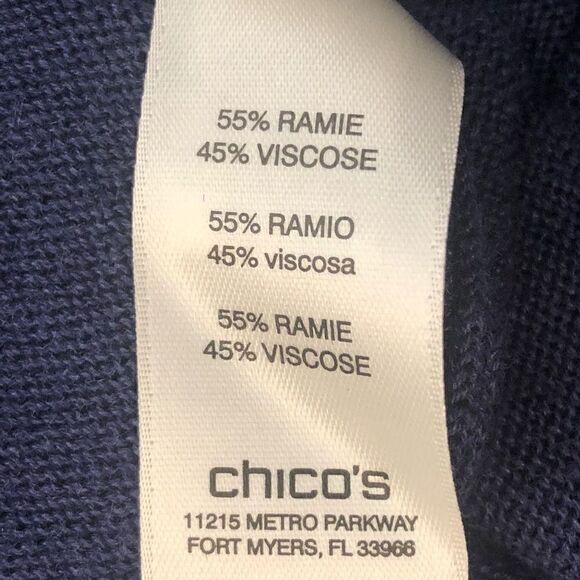 55% RAMIE
45% VISCOSE
55% RAMIO
45% viscosa
55% RAMIE
45% VISCOSE
chico's
11215 METRO PARKWAY
FORT MYERS, FL 33966